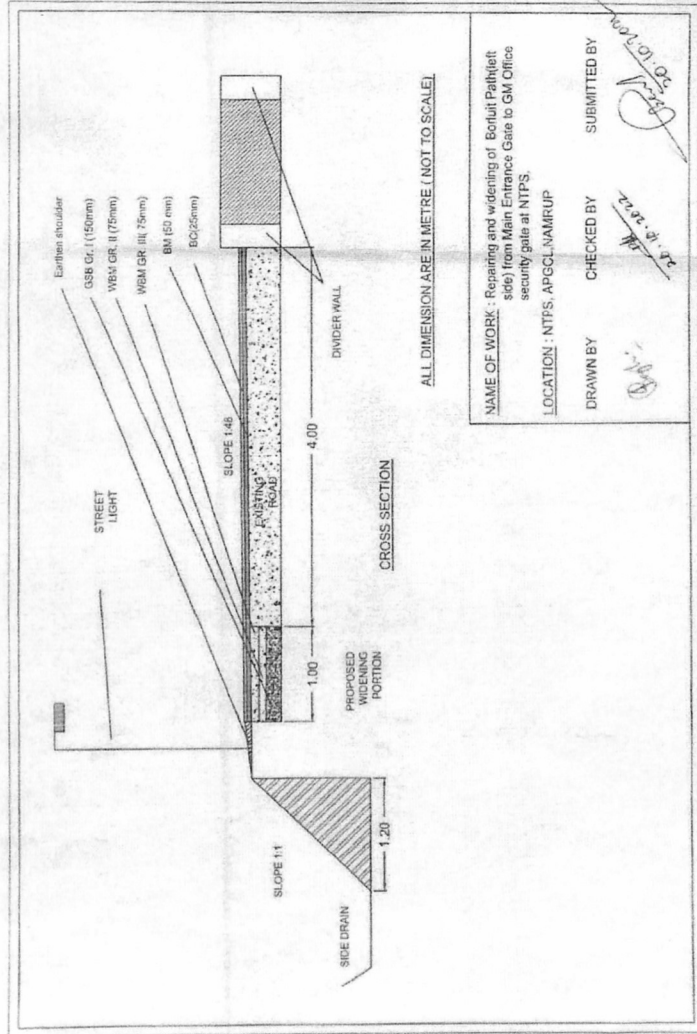 Earthen shoulder
GSB Gr. I (150mm)
WBM GR. II (75mm)
WBM GR. III( 75mm)
BM (50 mm)
BC(25mm)
STREET
LIGHT
SLOPE 1:48
EXISTING
ROAD
DIVIDER WALL
1.00
4.00
PROPOSED
WIDENING
PORTION
SLOPE 1:1
SIDE DRAIN
1.20
CROSS SECTION
ALL DIMENSION ARE IN METRE ( NOT TO SCALE)
NAME OF WORK : Repairing and widening of Borluit Path(left
side) from Main Entrance Gate to GM Office
security gate at NTPS.
LOCATION : NTPS, APGCL,NAMRUP
DRAWN BY
CHECKED BY
SUBMITTED BY
20.10.2022